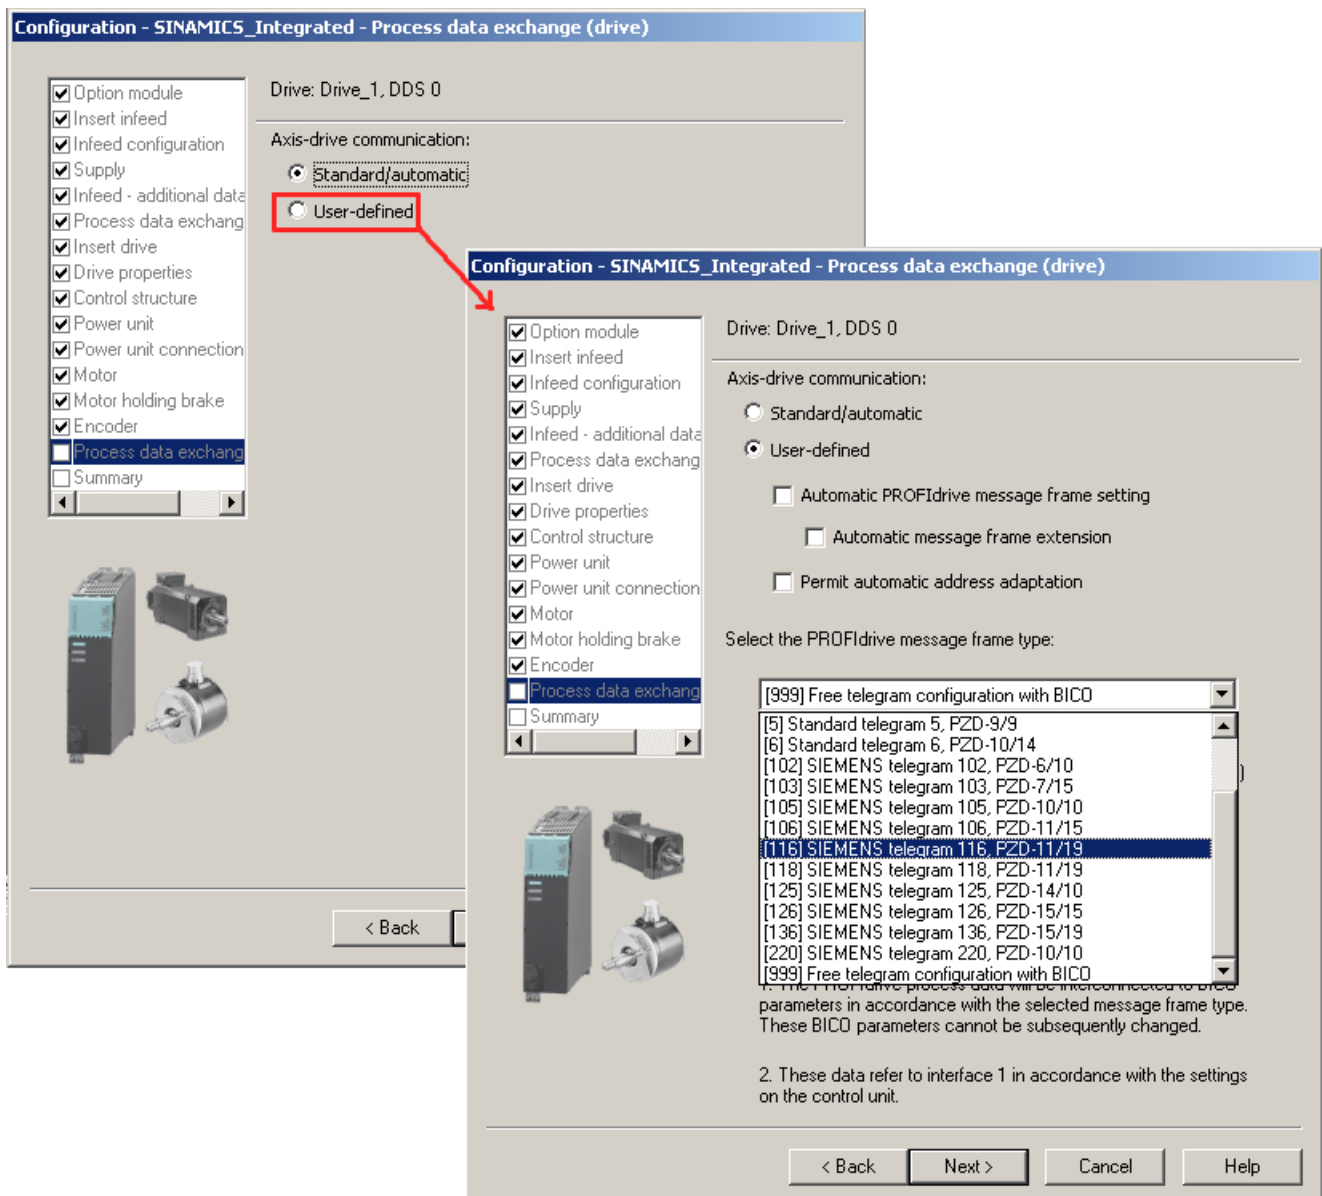 Configuration - SINAMICS_Integrated - Process data exchange (drive)
Option module
Insert infeed
Infeed configuration
Supply
Infeed - additional data
Process data exchang
Insert drive
Drive properties
Control structure
Power unit
Power unit connection
Motor
Motor holding brake
Encoder
Process data exchang
Summary
Drive: Drive_1, DDS 0
Axis-drive communication:
Standard/automatic
User-defined
< Back
Configuration - SINAMICS_Integrated - Process data exchange (drive)
Option module
Insert infeed
Infeed configuration
Supply
Infeed - additional data
Process data exchang
Insert drive
Drive properties
Control structure
Power unit
Power unit connection
Motor
Motor holding brake
Encoder
Process data exchang
Summary
Drive: Drive_1, DDS 0
Axis-drive communication:
Standard/automatic
User-defined
Automatic PROFIdrive message frame setting
Automatic message frame extension
Permit automatic address adaptation
Select the PROFIdrive message frame type:
[999] Free telegram configuration with BICO
[5] Standard telegram 5, PZD-9/9
[6] Standard telegram 6, PZD-10/14
[102] SIEMENS telegram 102, PZD-6/10
[103] SIEMENS telegram 103, PZD-7/15
[105] SIEMENS telegram 105, PZD-10/10
[106] SIEMENS telegram 106, PZD-11/15
[116] SIEMENS telegram 116, PZD-11/19
[118] SIEMENS telegram 118, PZD-11/19
[125] SIEMENS telegram 125, PZD-14/10
[126] SIEMENS telegram 126, PZD-15/15
[136] SIEMENS telegram 136, PZD-15/19
[220] SIEMENS telegram 220, PZD-10/10
[999] Free telegram configuration with BICO
1. The PROFIdrive process data will be interconnected to BICO
parameters in accordance with the selected message frame type.
These BICO parameters cannot be subsequently changed.
2. These data refer to interface 1 in accordance with the settings
on the control unit.
< Back
Next >
Cancel
Help